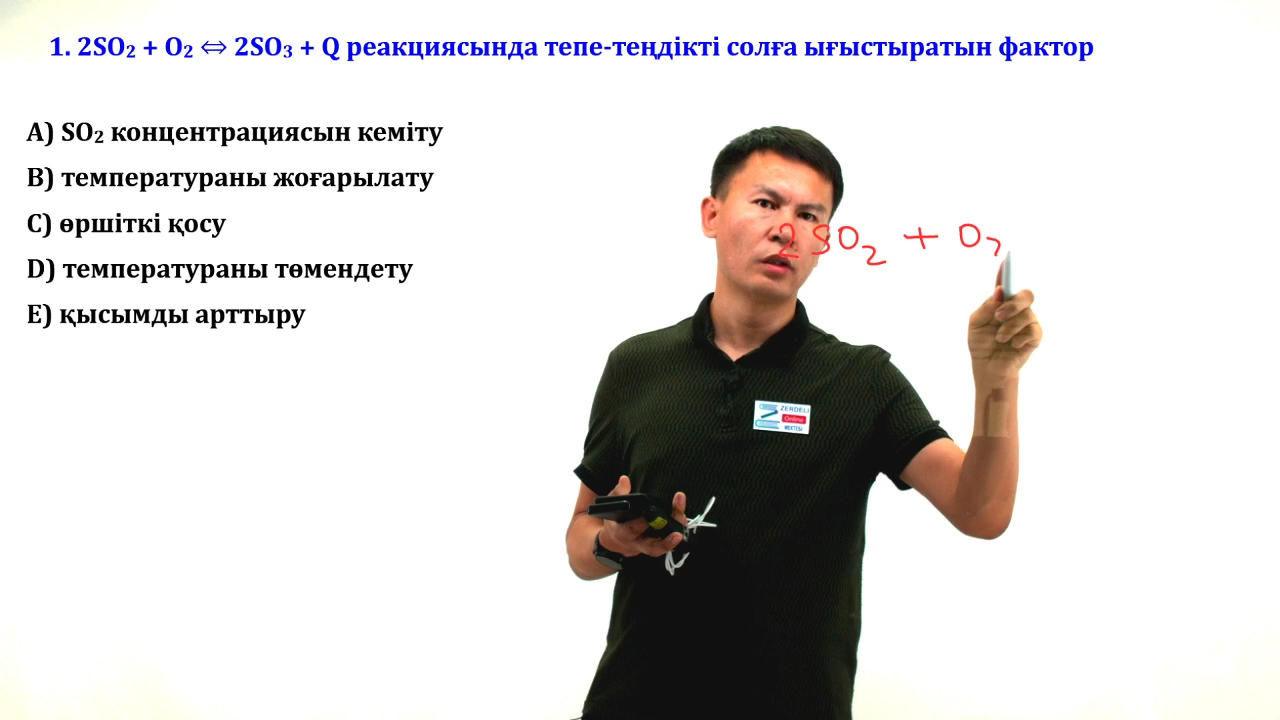 1. 2SO₂ + O₂ ⇔ 2SO₃ + Q реакциясында тепе-теңдікті солға ығыстыратын фактор
A) SO₂ концентрациясын кеміту
B) температураны жоғарылату
C) өршіткі қосу
D) температураны төмендету
E) қысымды арттыру
2SO₂ + O₂
ZERDELI
Online
МЕКТЕБІ